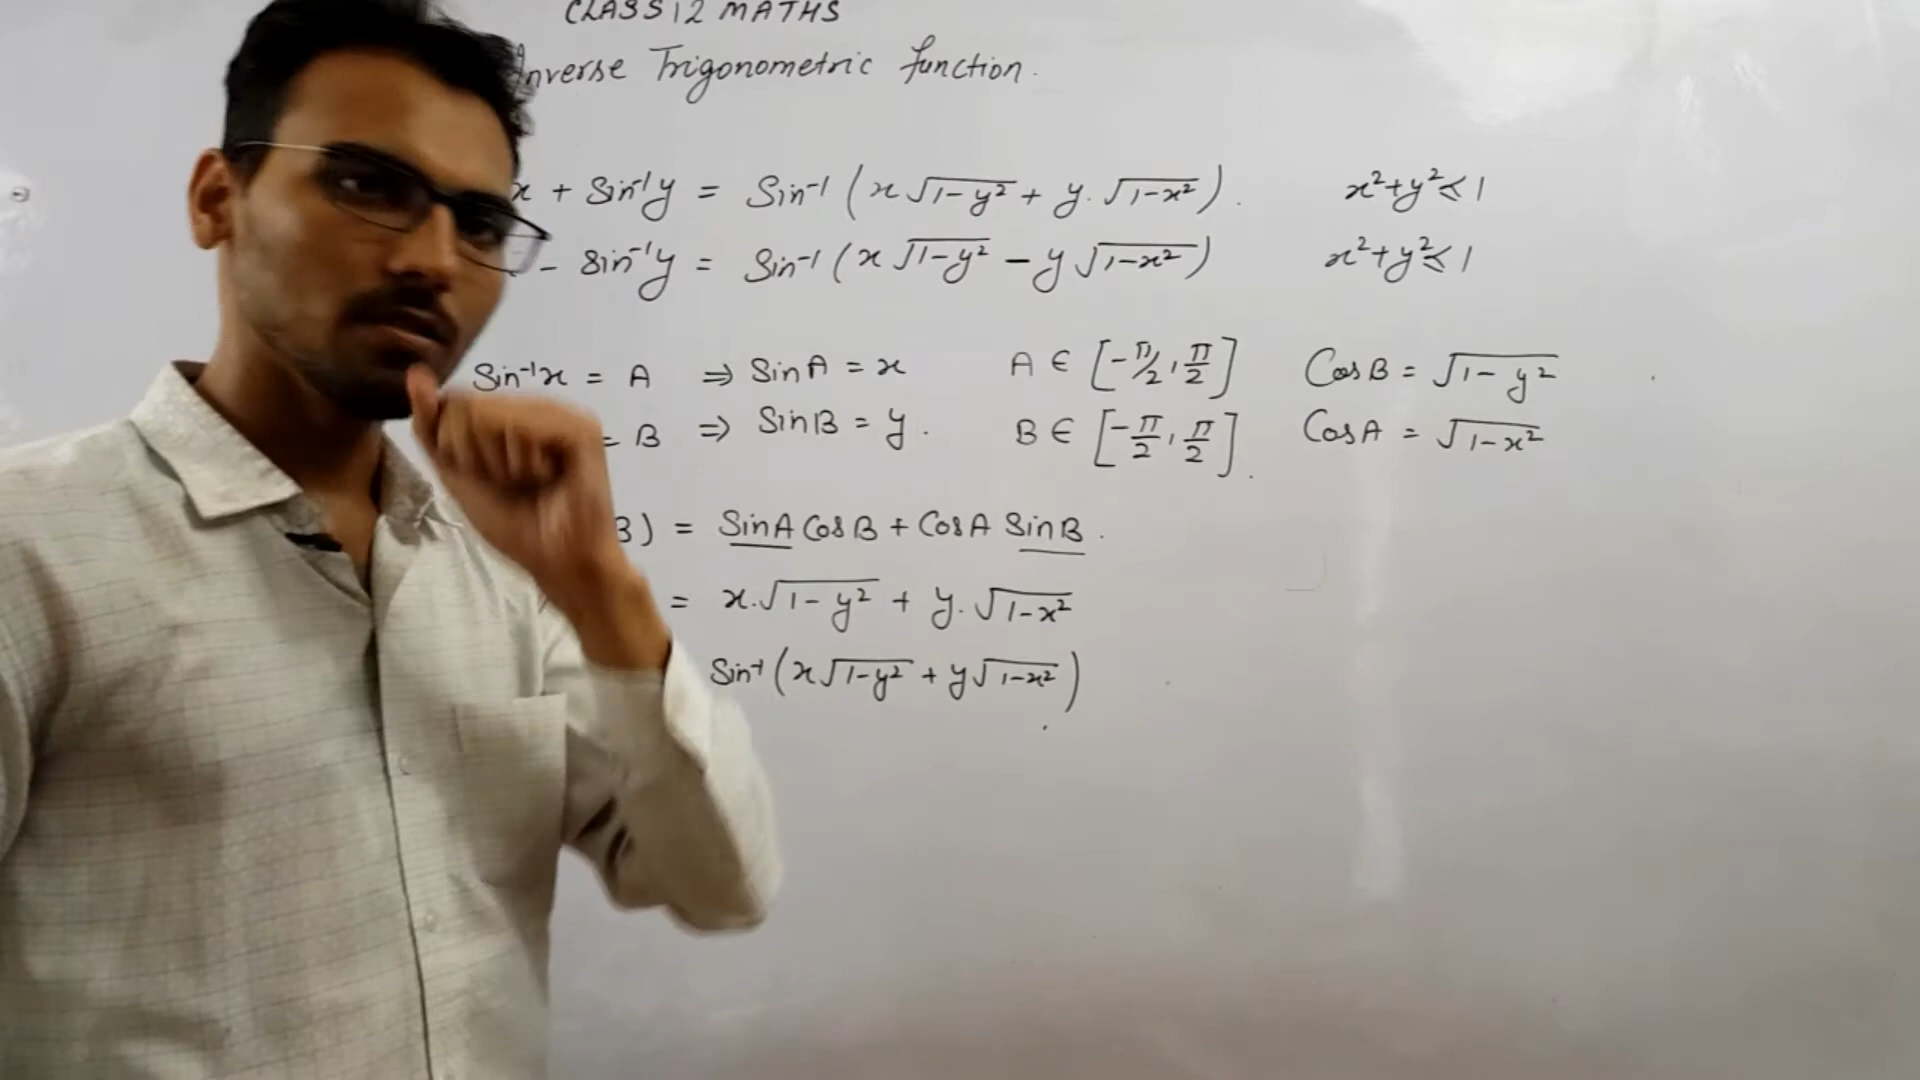 CLASS 12 MATHS
Inverse Trigonometric function.
x + Sin⁻¹y = Sin⁻¹ (x √1-y² + y. √1-x²). x²+y² ≤ 1
- Sin⁻¹y = Sin⁻¹ (x √1-y² - y √1-x²) x²+y² ≤ 1
Sin⁻¹x = A ⇒ SinA = x A ∈ [-π/2, π/2] CosB = √1-y²
= B ⇒ SinB = y. B ∈ [-π/2, π/2]. CosA = √1-x²
B) = SinA CosB + CosA SinB.
= x.√1-y² + y.√1-x²
Sin⁻¹ (x√1-y² + y√1-x²)